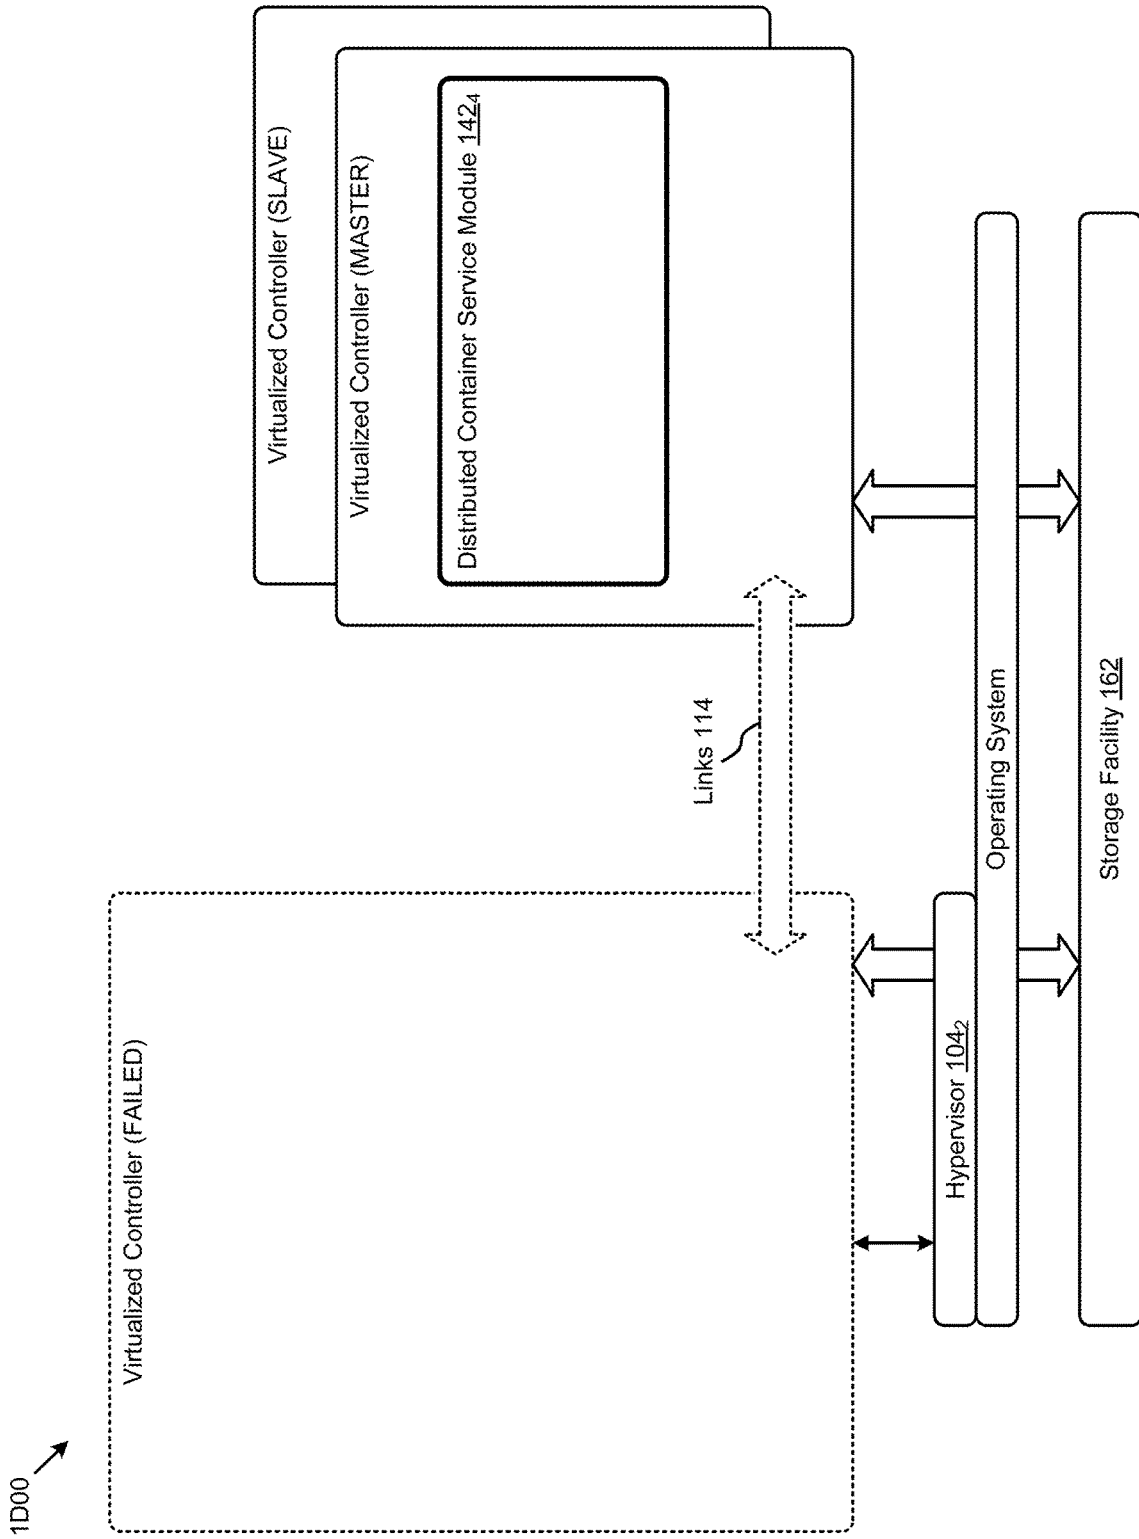 1D00
Virtualized Controller (FAILED)
Virtualized Controller (SLAVE)
Virtualized Controller (MASTER)
Distributed Container Service Module 142₄
Links 114
Hypervisor 104₂
Operating System
Storage Facility 162